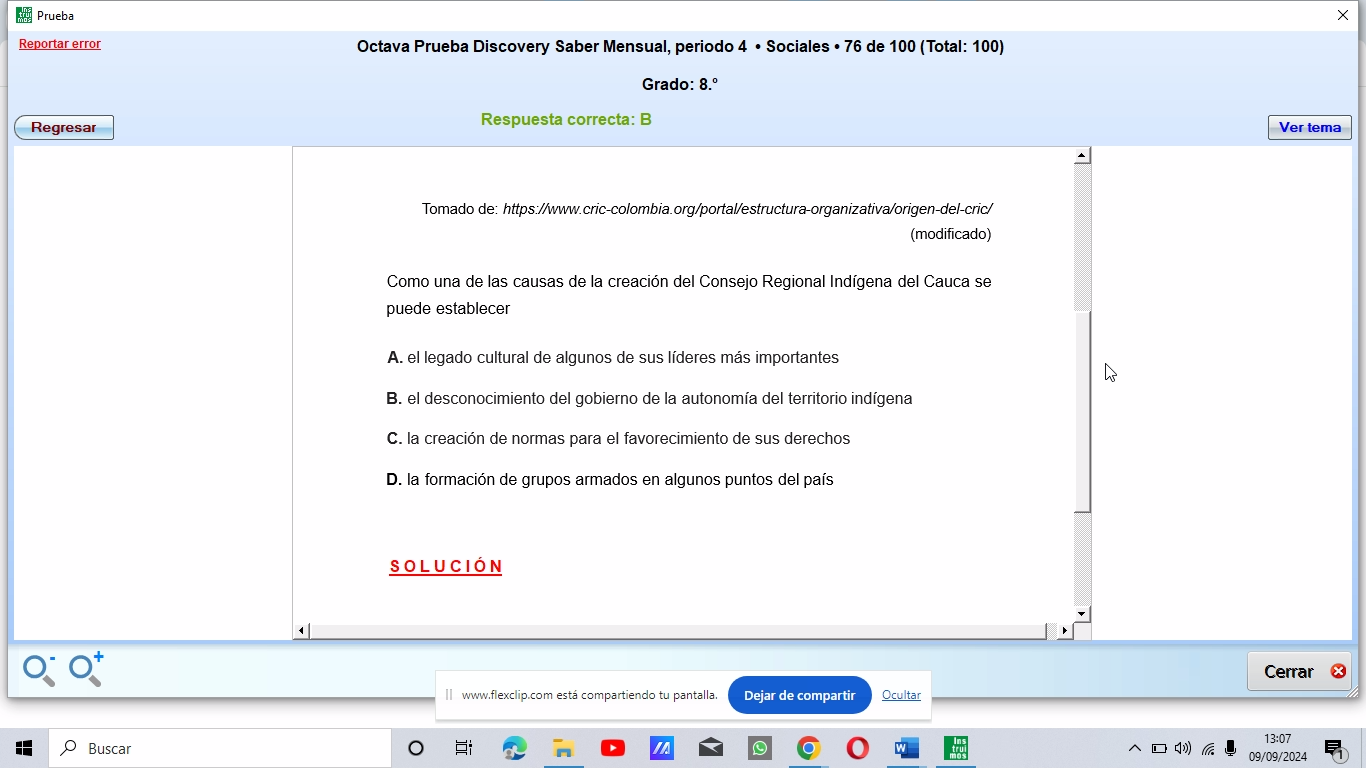 Prueba
Reportar error
Octava Prueba Discovery Saber Mensual, periodo 4 • Sociales • 76 de 100 (Total: 100)
Grado: 8.°
Respuesta correcta: B
Regresar
Ver tema
Tomado de: https://www.cric-colombia.org/portal/estructura-organizativa/origen-del-cric/
(modificado)
Como una de las causas de la creación del Consejo Regional Indígena del Cauca se
puede establecer
A. el legado cultural de algunos de sus líderes más importantes
B. el desconocimiento del gobierno de la autonomía del territorio indígena
C. la creación de normas para el favorecimiento de sus derechos
D. la formación de grupos armados en algunos puntos del país
SOLUCIÓN
Cerrar
www.flexclip.com está compartiendo tu pantalla.
Dejar de compartir
Ocultar
Buscar
Ins
trui
mos
13:07
09/09/2024
1